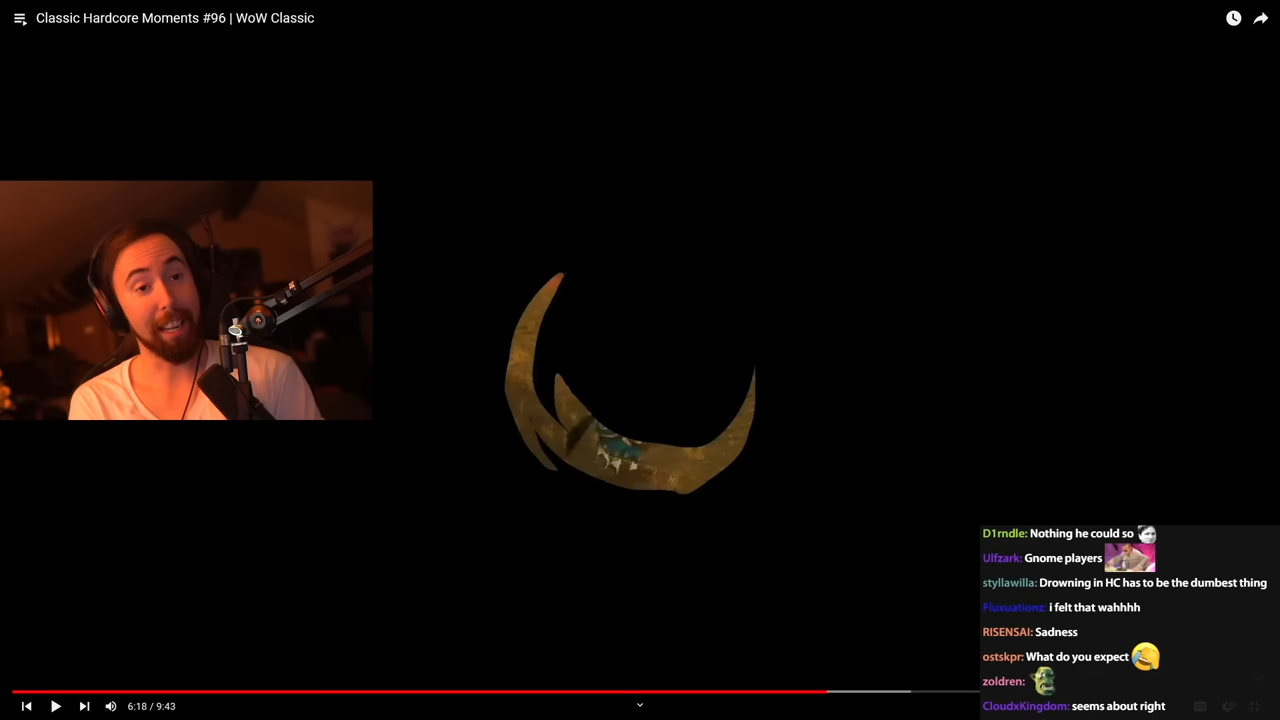 Classic Hardcore Moments #96 | WoW Classic
D1rndle: Nothing he could so
Ulfzark: Gnome players
styllawilla: Drowning in HC has to be the dumbest thing
Fluxuationz: i felt that wahhhh
RISENSAI: Sadness
ostskpr: What do you expect
zoldren:
CloudxKingdom: seems about right
6:18 / 9:43